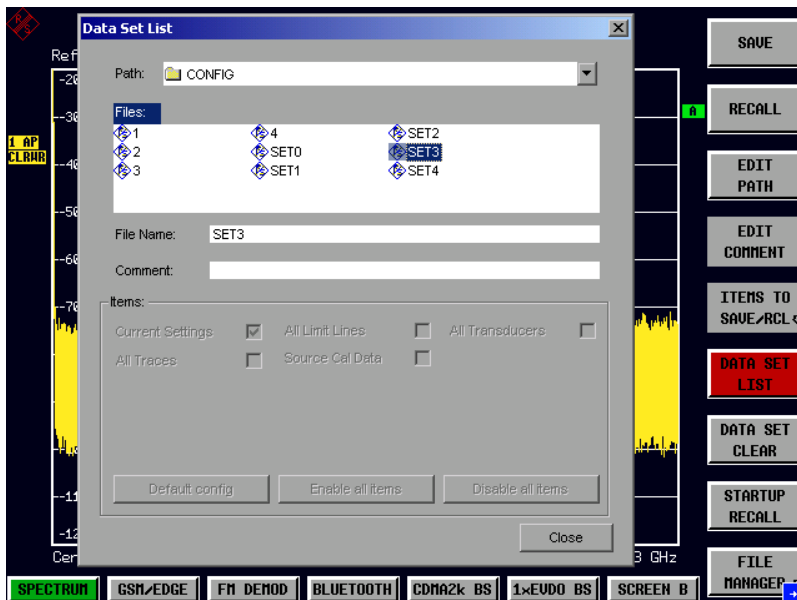 R S
Data Set List
Ref
Path: CONFIG
Files:
1 4 SET2
2 SET0 SET3
3 SET1 SET4
File Name: SET3
Comment:
Items:
Current Settings All Limit Lines All Transducers
All Traces Source Cal Data
Default config Enable all items Disable all items
Close
1 AP
CLRWR
-20
-30
-40
-50
-60
-70
-11
-12
Cen
3 GHz
A
SAVE
RECALL
EDIT
PATH
EDIT
COMMENT
ITEMS TO
SAVE/RCL
DATA SET
LIST
DATA SET
CLEAR
STARTUP
RECALL
FILE
MANAGER
SPECTRUM GSM/EDGE FM DEMOD BLUETOOTH CDMA2k BS 1xEVDO BS SCREEN B